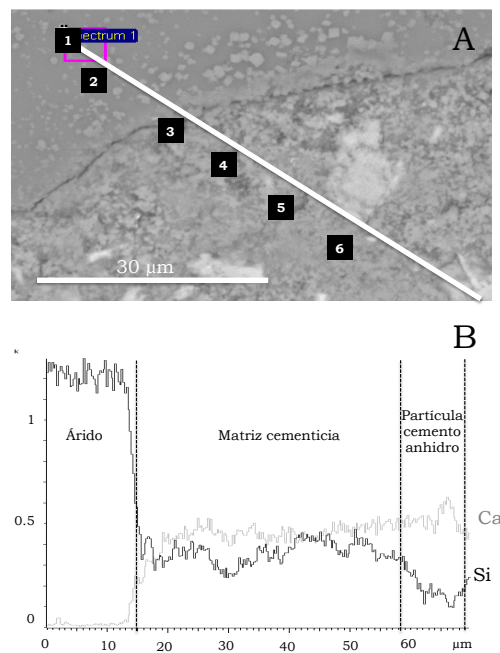 A
1
Spectrum 1
2
3
4
5
6
30 µm
B
k
1
0.5
0
Árido
Matriz cementicia
Partícula
cemento
anhidro
Ca
Si
0
10
20
30
40
50
60
µm